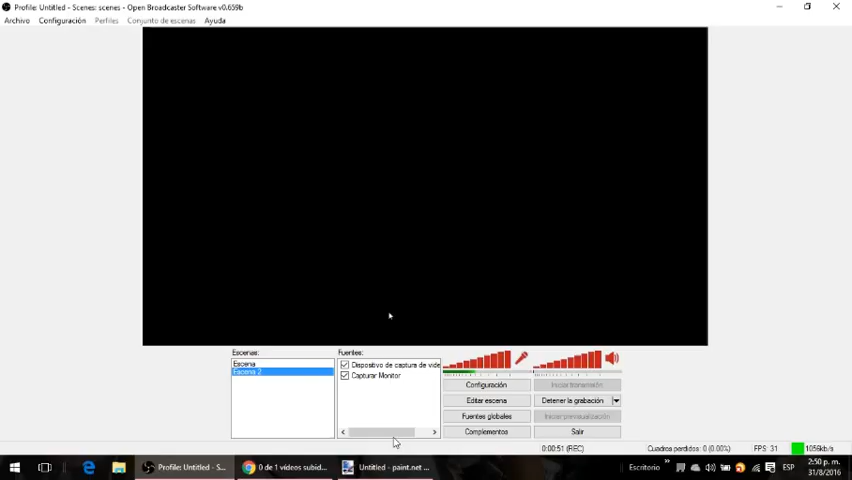 Profile: Untitled - Scenes: scenes - Open Broadcaster Software v0.659b
Archivo Configuración Perfiles Conjunto de escenas Ayuda
Escenas: Fuentes:
Escena
Escena 2
Dispositivo de captura de vide
Capturar Monitor
Configuración Iniciar transmisión
Editar escena Detener la grabación
Fuentes globales Iniciar previsualización
Complementos Salir
0:00:51 (REC) Cuadros perdidos: 0 (0.00%) FPS: 31 1056kb/s
Profile: Untitled - S... 0 de 1 vídeos subid... Untitled - paint.net ... Escritorio » ESP 2:50 p. m.
31/8/2016